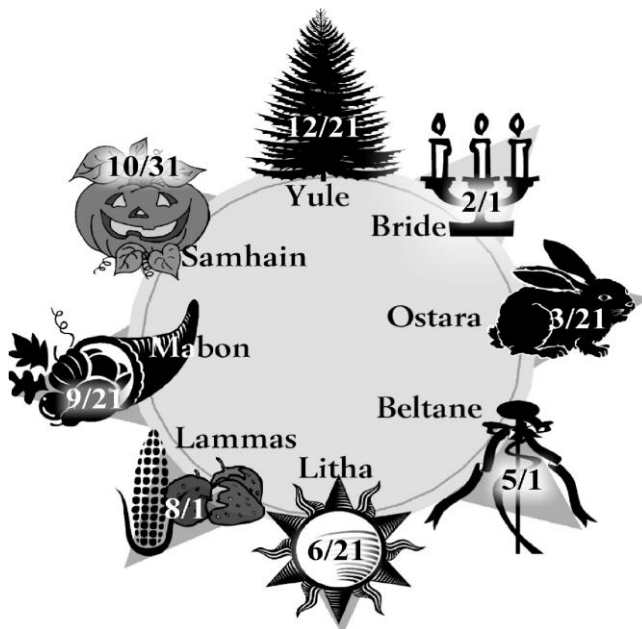 12/21
Yule
2/1
Bride
3/21
Ostara
Beltane
5/1
Litha
6/21
Lammas
8/1
Mabon
9/21
10/31
Samhain